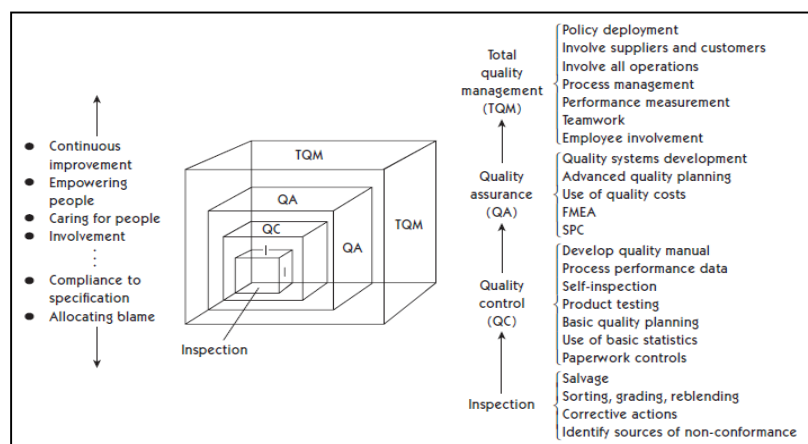 Continuous
improvement
Empowering
people
Caring for people
Involvement
Compliance to
specification
Allocating blame
TQM
QA
QC
I
I
QA
TQM
Inspection
Total
quality
management
(TQM)
Policy deployment
Involve suppliers and customers
Involve all operations
Process management
Performance measurement
Teamwork
Employee involvement
Quality
assurance
(QA)
Quality systems development
Advanced quality planning
Use of quality costs
FMEA
SPC
Quality
control
(QC)
Develop quality manual
Process performance data
Self-inspection
Product testing
Basic quality planning
Use of basic statistics
Paperwork controls
Inspection
Salvage
Sorting, grading, reblending
Corrective actions
Identify sources of non-conformance